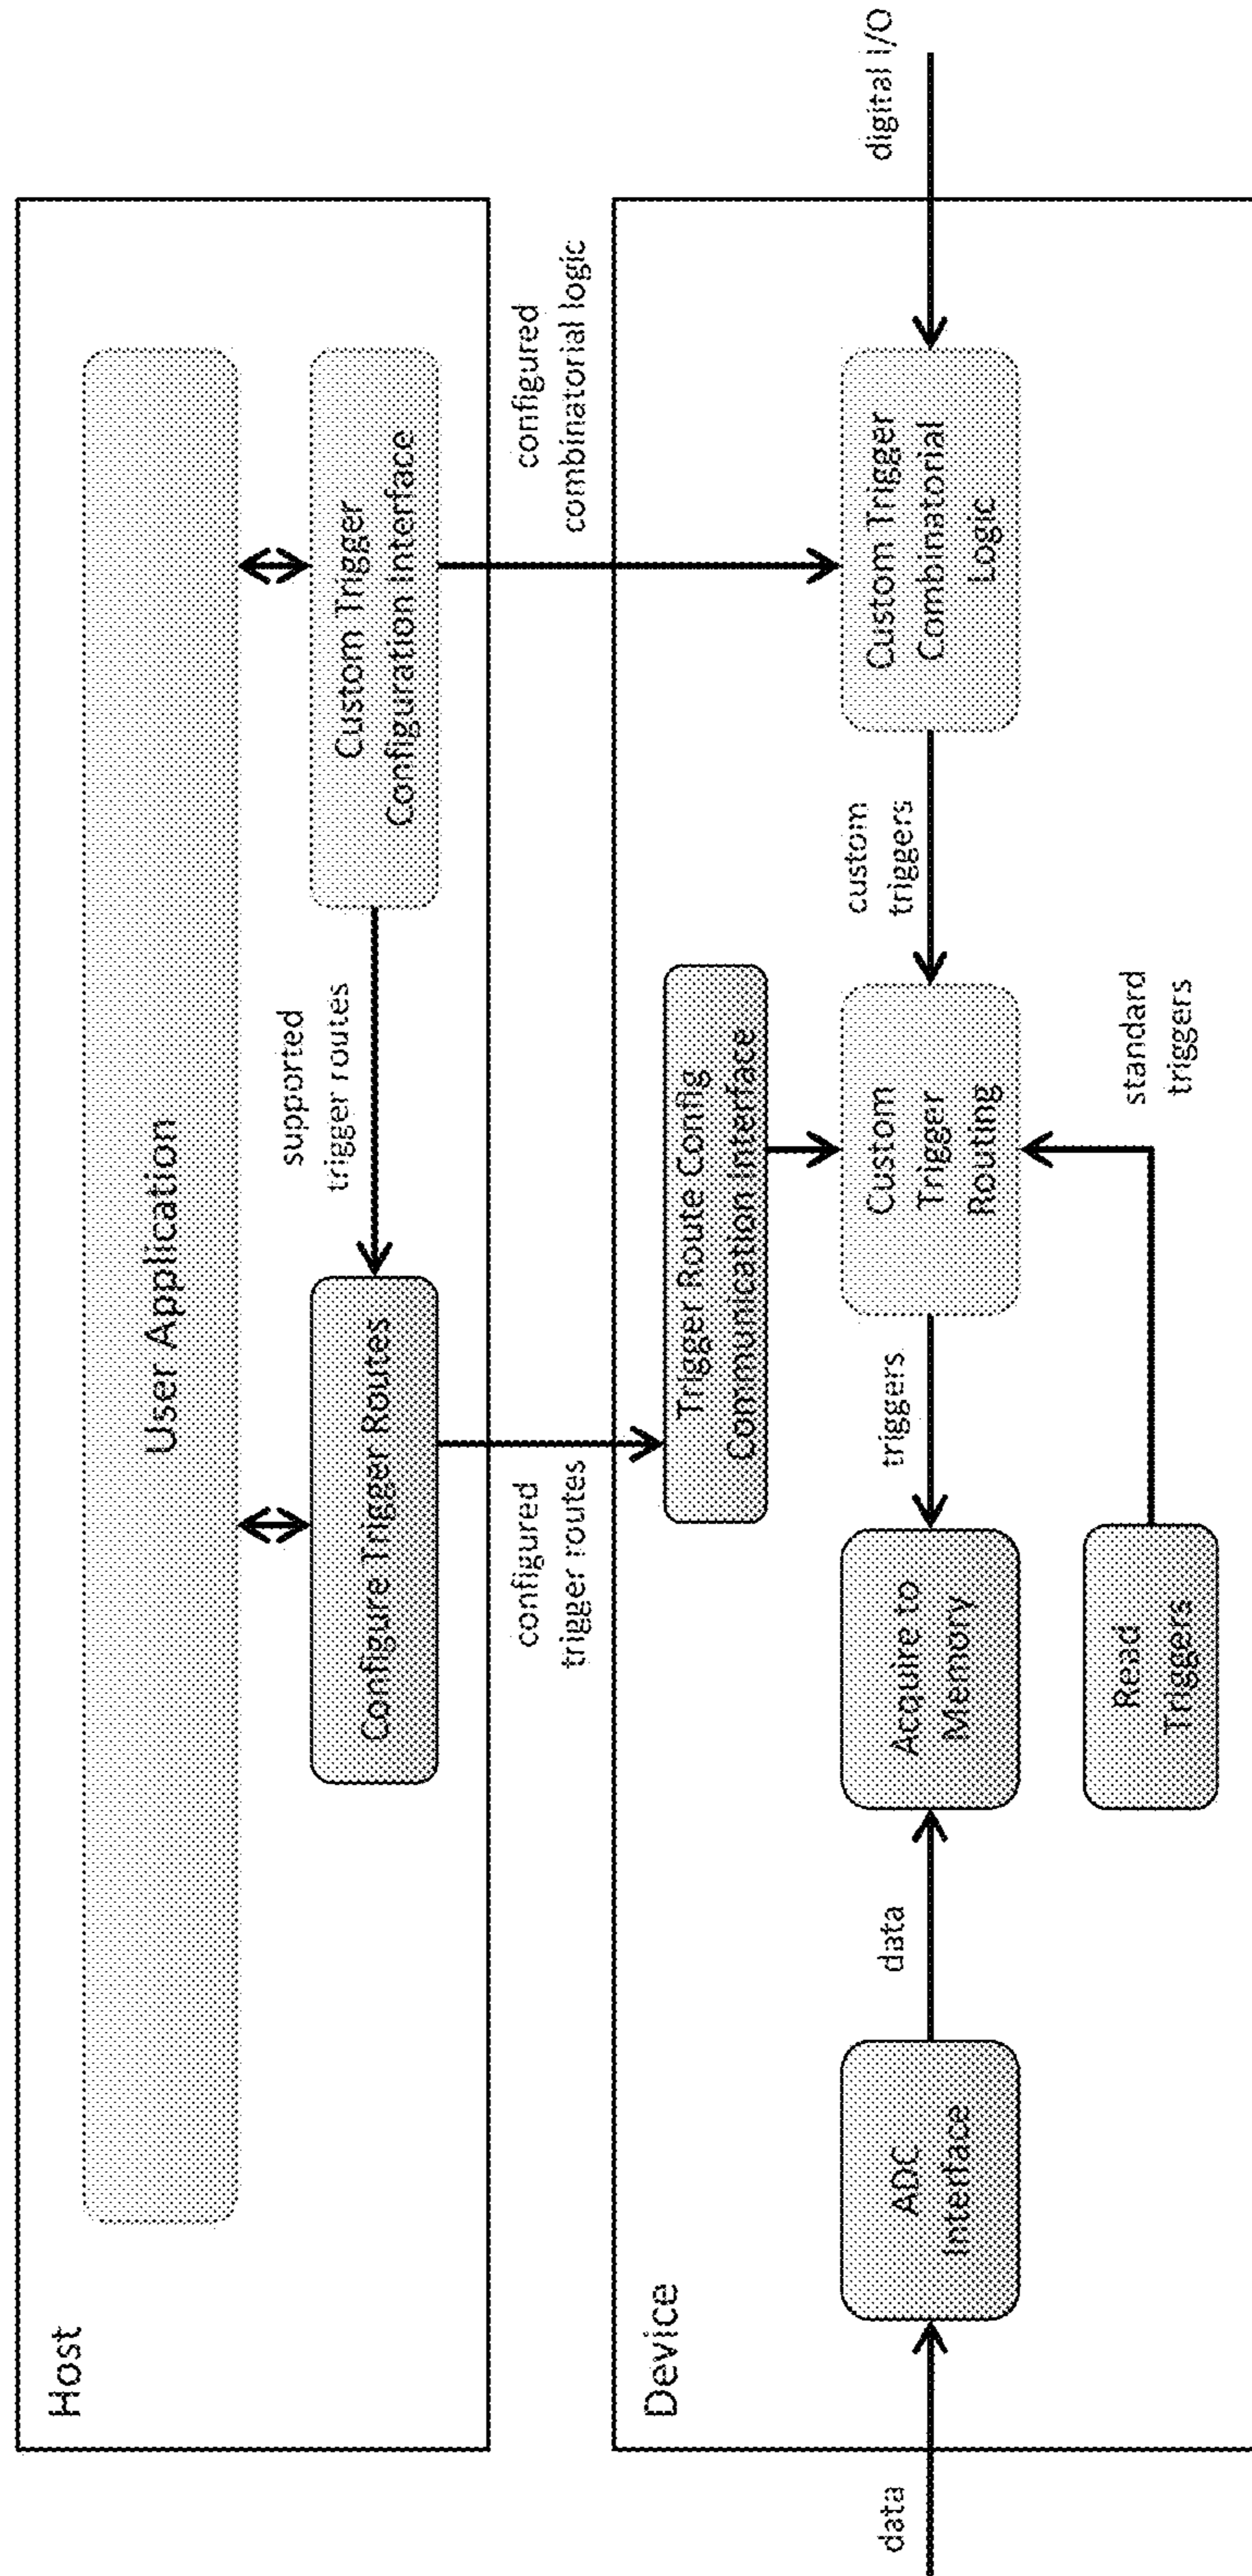 Host
User Application
Configure Trigger Routes
supported
trigger routes
Custom Trigger
Configuration Interface
configured
trigger routes
configured
combinatorial logic
Device
Trigger Route Config
Communication Interface
data
ADC
Interface
data
Acquire to
Memory
triggers
Custom
Trigger
Routing
custom
triggers
Custom Trigger
Combinatorial
Logic
digital I/O
Read
Triggers
standard
triggers